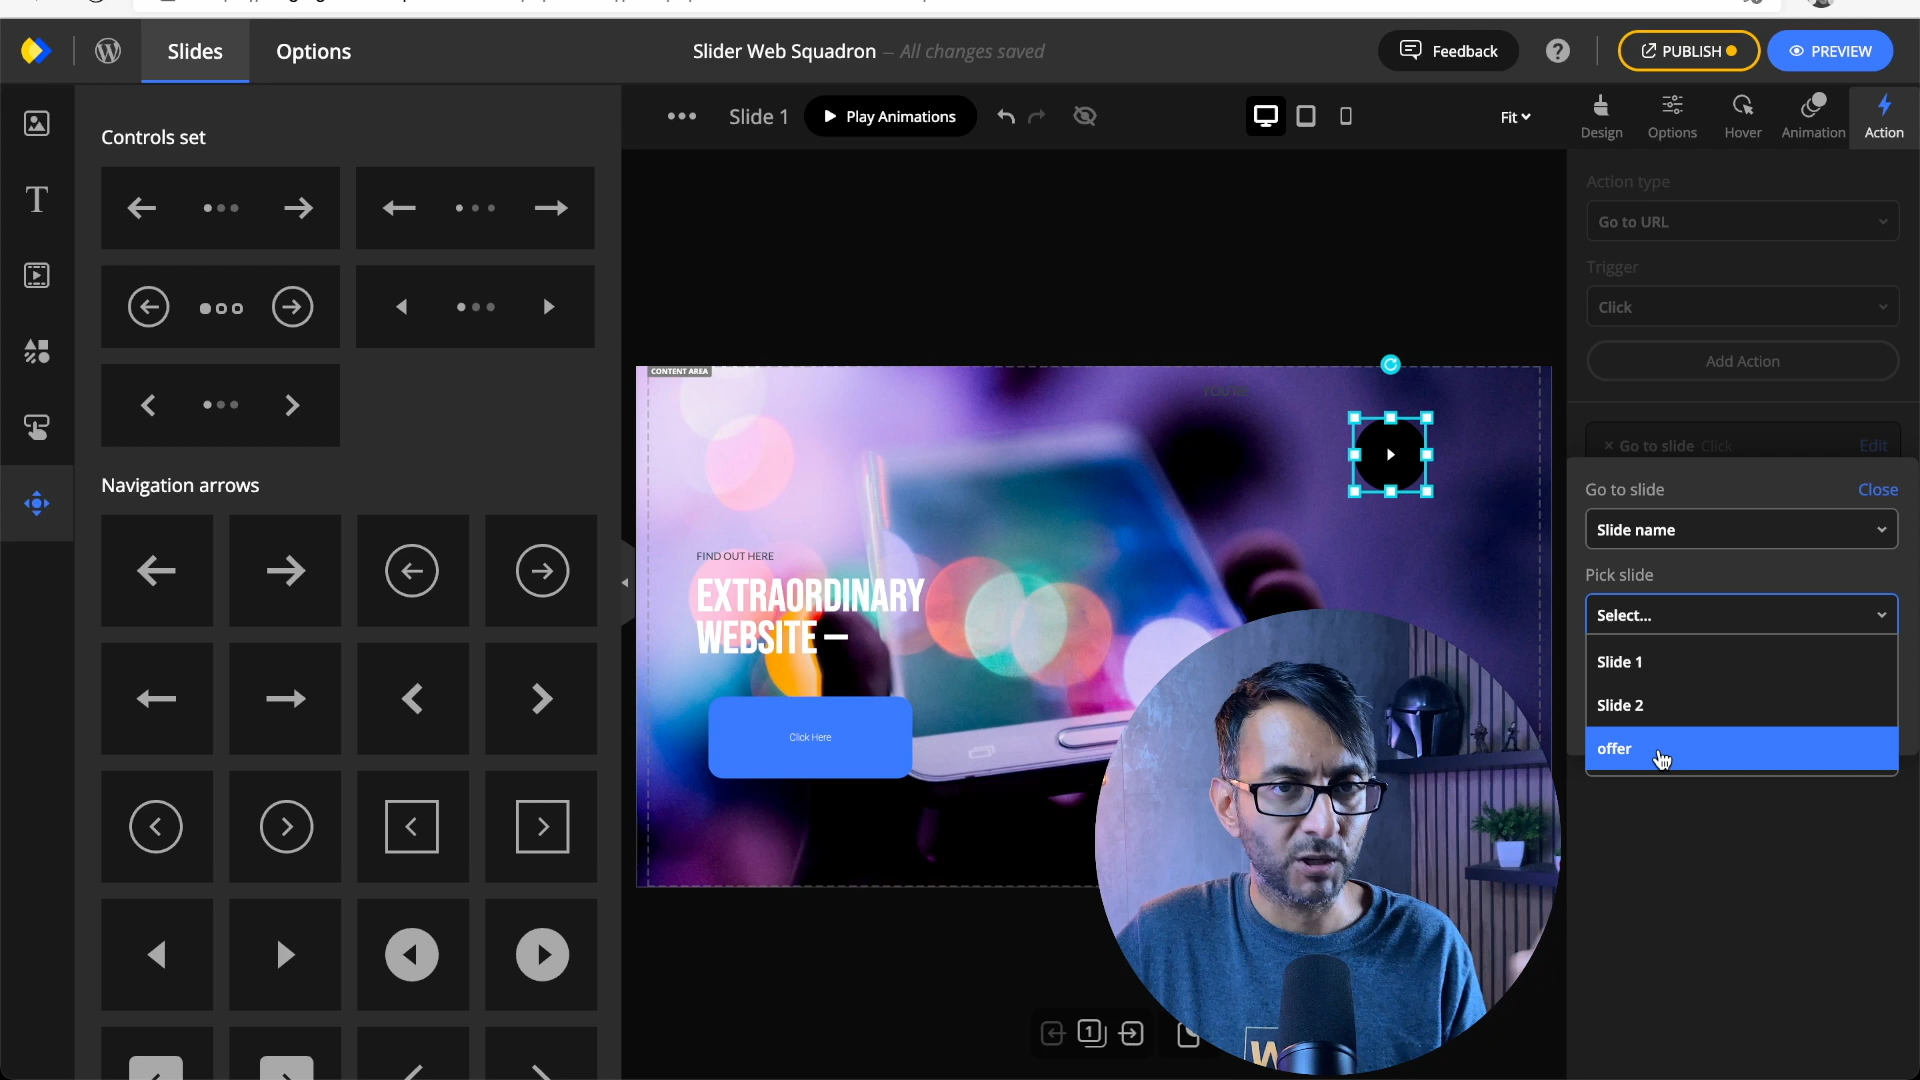 Slides
Options
Slider Web Squadron – All changes saved
Feedback
?
PUBLISH
PREVIEW
Controls set
Slide 1
Play Animations
Fit
Design
Options
Hover
Animation
Action
Action type
Go to URL
Trigger
Click
Add Action
× Go to slide Click
Edit
Go to slide
Close
Slide name
Pick slide
Select...
Slide 1
Slide 2
offer
Navigation arrows
T
CONTENT AREA
FIND OUT HERE
EXTRAORDINARY
WEBSITE —
Click Here
1
W